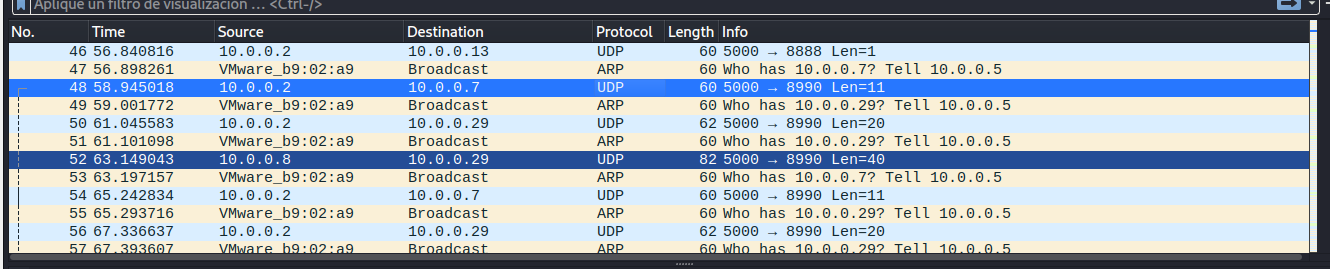 Aplique un filtro de visualización … <Ctrl-/>
No. Time Source Destination Protocol Length Info
46 56.840816 10.0.0.2 10.0.0.13 UDP 60 5000 → 8888 Len=1
47 56.898261 VMware_b9:02:a9 Broadcast ARP 60 Who has 10.0.0.7? Tell 10.0.0.5
48 58.945018 10.0.0.2 10.0.0.7 UDP 60 5000 → 8990 Len=11
49 59.001772 VMware_b9:02:a9 Broadcast ARP 60 Who has 10.0.0.29? Tell 10.0.0.5
50 61.045583 10.0.0.2 10.0.0.29 UDP 62 5000 → 8990 Len=20
51 61.101098 VMware_b9:02:a9 Broadcast ARP 60 Who has 10.0.0.29? Tell 10.0.0.5
52 63.149043 10.0.0.8 10.0.0.29 UDP 82 5000 → 8990 Len=40
53 63.197157 VMware_b9:02:a9 Broadcast ARP 60 Who has 10.0.0.7? Tell 10.0.0.5
54 65.242834 10.0.0.2 10.0.0.7 UDP 60 5000 → 8990 Len=11
55 65.293716 VMware_b9:02:a9 Broadcast ARP 60 Who has 10.0.0.29? Tell 10.0.0.5
56 67.336637 10.0.0.2 10.0.0.29 UDP 62 5000 → 8990 Len=20
57 67.393607 VMware_b9:02:a9 Broadcast ARP 60 Who has 10.0.0.29? Tell 10.0.0.5